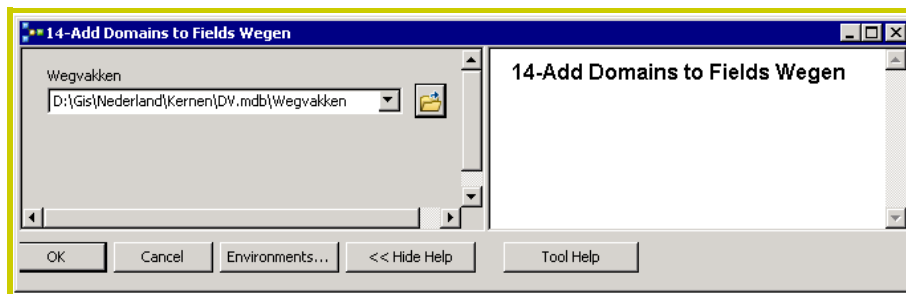 14-Add Domains to Fields Wegen
Wegvakken
D:\Gis\Nederland\Kernen\DV.mdb\Wegvakken
14-Add Domains to Fields Wegen
OK
Cancel
Environments...
<< Hide Help
Tool Help